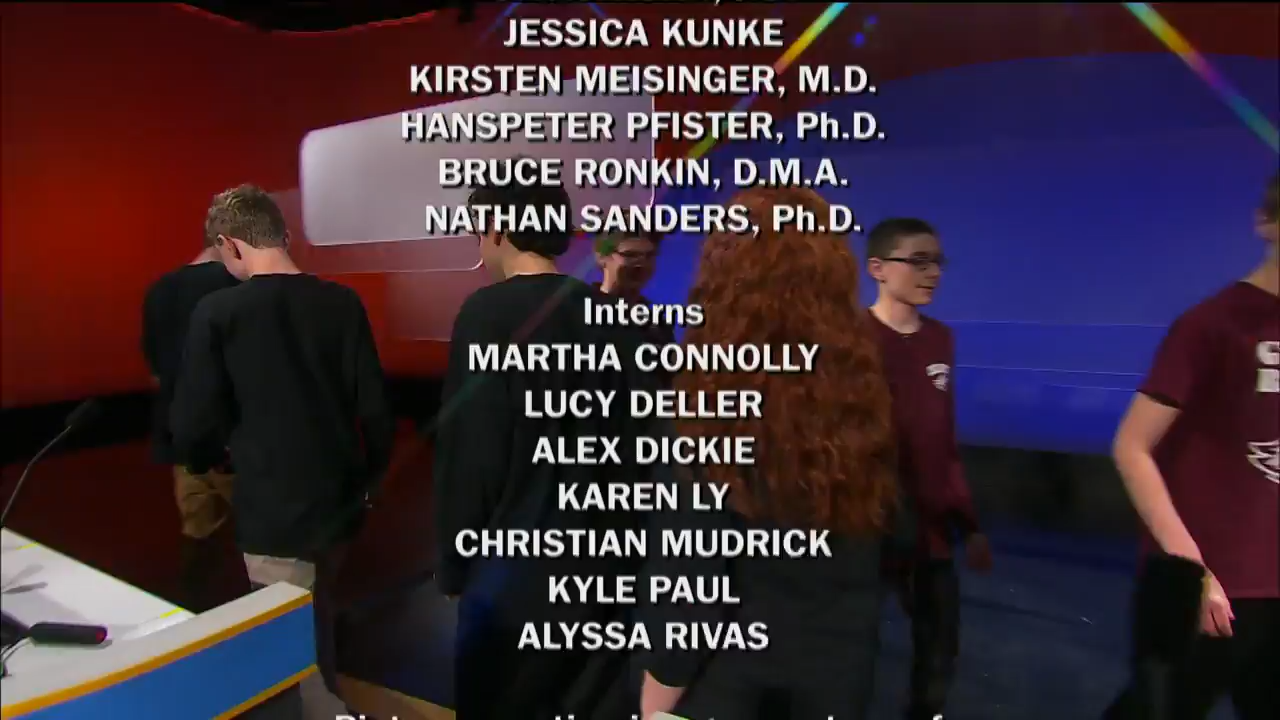 JESSICA KUNKE
KIRSTEN MEISINGER, M.D.
HANSPETER PFISTER, Ph.D.
BRUCE RONKIN, D.M.A.
NATHAN SANDERS, Ph.D.
Interns
MARTHA CONNOLLY
LUCY DELLER
ALEX DICKIE
KAREN LY
CHRISTIAN MUDRICK
KYLE PAUL
ALYSSA RIVAS